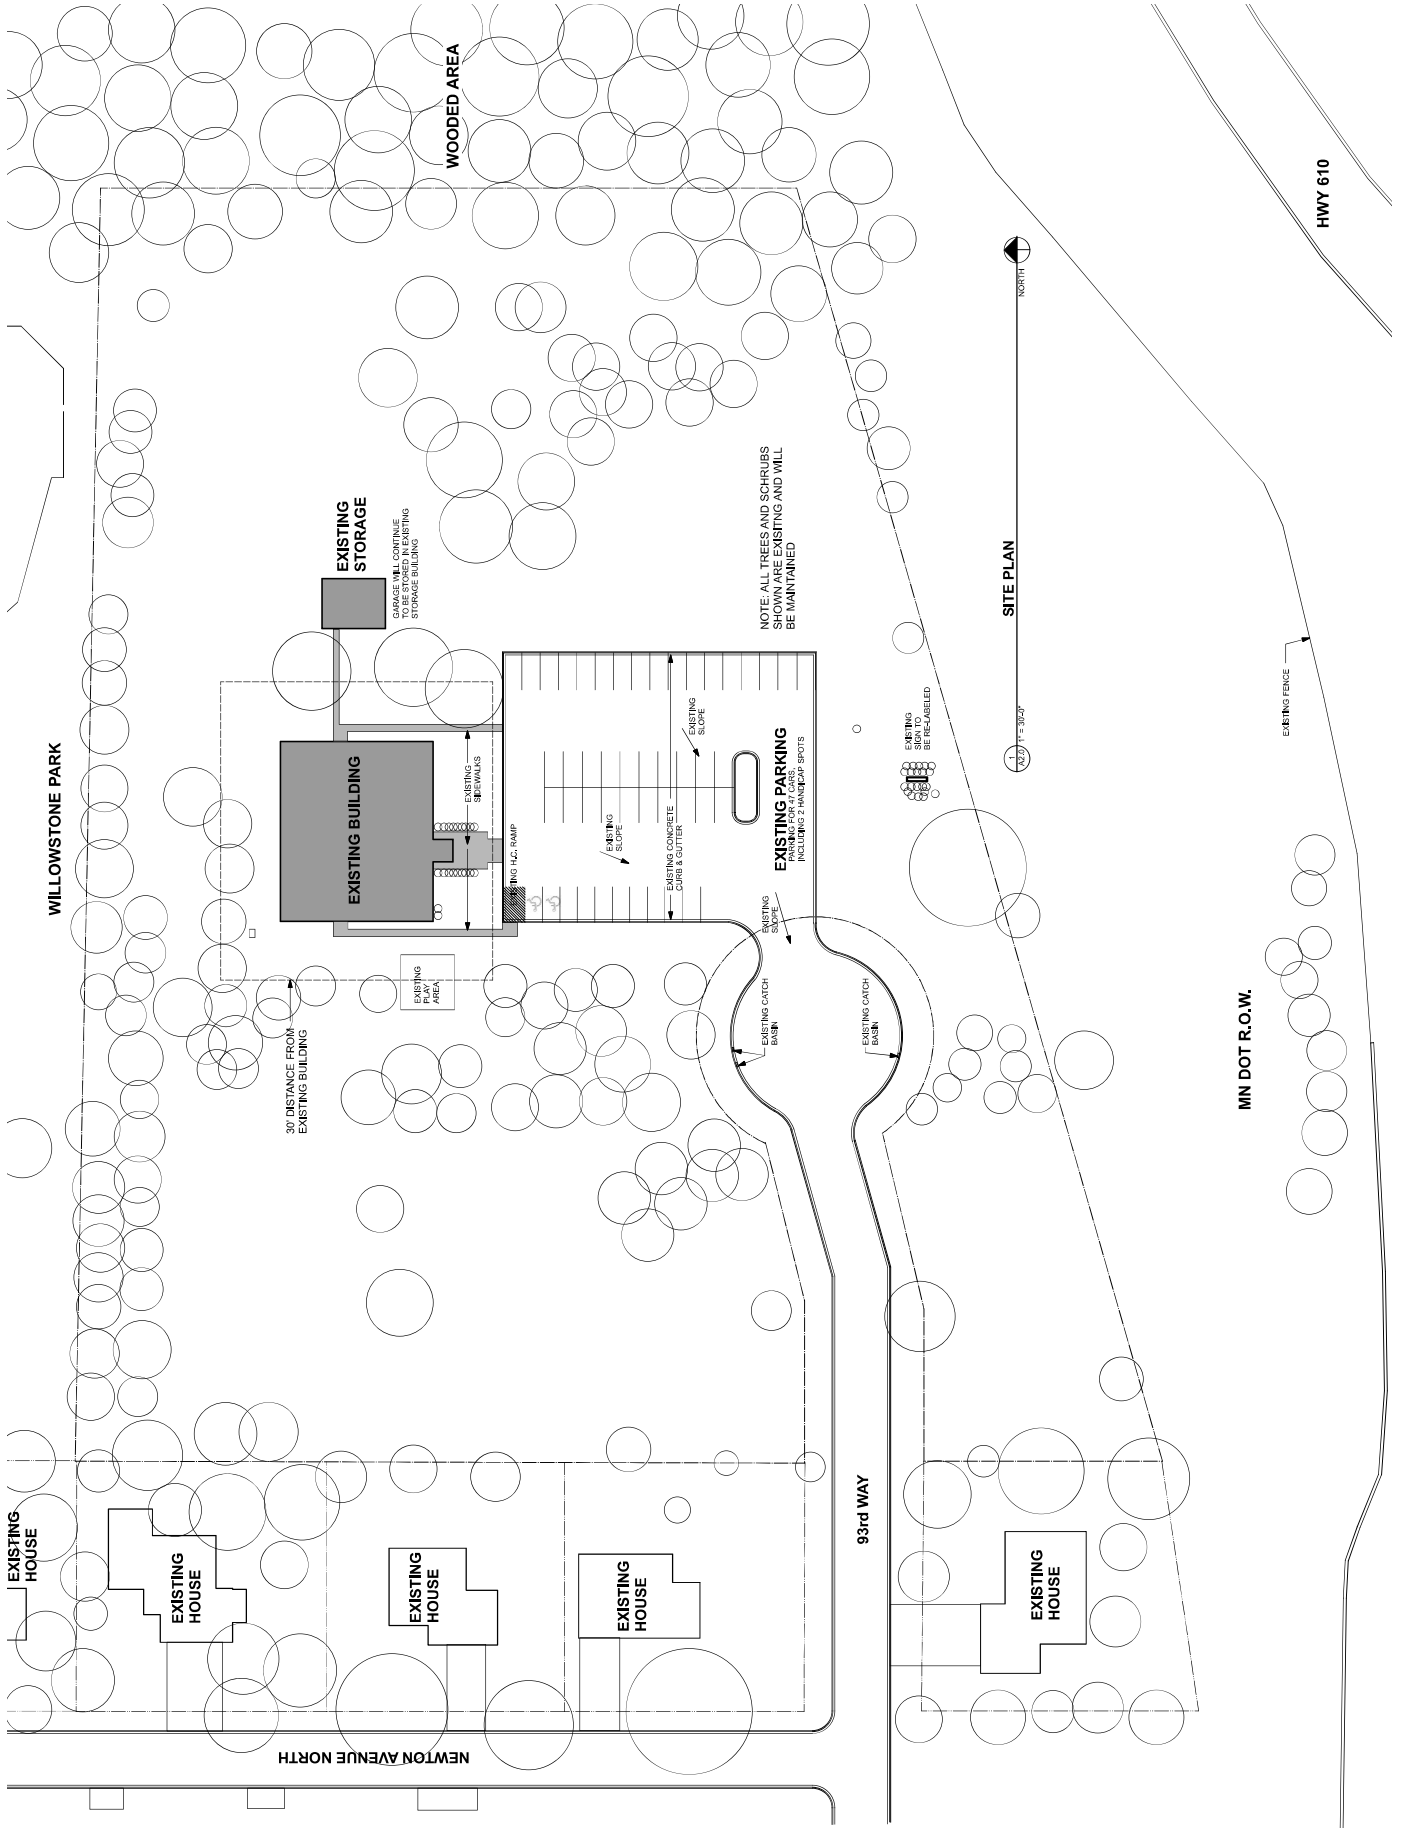 WOODED AREA
HWY 610
NORTH
WILLOWSTONE PARK
EXISTING
STORAGE
GARAGE WILL CONTINUE
TO BE STORED IN EXISTING
STORAGE BUILDING
NOTE: ALL TREES AND SCHRUBS
SHOWN ARE EXISITNG AND WILL
BE MAINTAINED
SITE PLAN
1
A2.0
1" = 30'-0"
EXISTING FENCE
EXISTING BUILDING
EXISTING
SIDEWALKS
EXISTING
SLOPE
EXISTING
SLOPE
EXISTING H.C. RAMP
EXISTING CONCRETE
CURB & GUTTER
EXISTING PARKING
PARKING FOR 47 CARS,
INCLUDING 2 HANDICAP SPOTS
EXISTING
SIGN TO
BE RE-LABELED
EXISTING
SLOPE
EXISTING
PLAY
AREA
30' DISTANCE FROM
EXISTING BUILDING
EXISTING CATCH
BASIN
EXISTING CATCH
BASIN
MN DOT R.O.W.
93rd WAY
EXISTING
HOUSE
EXISTING
HOUSE
EXISTING
HOUSE
EXISTING
HOUSE
EXISTING
HOUSE
NEWTON AVENUE NORTH